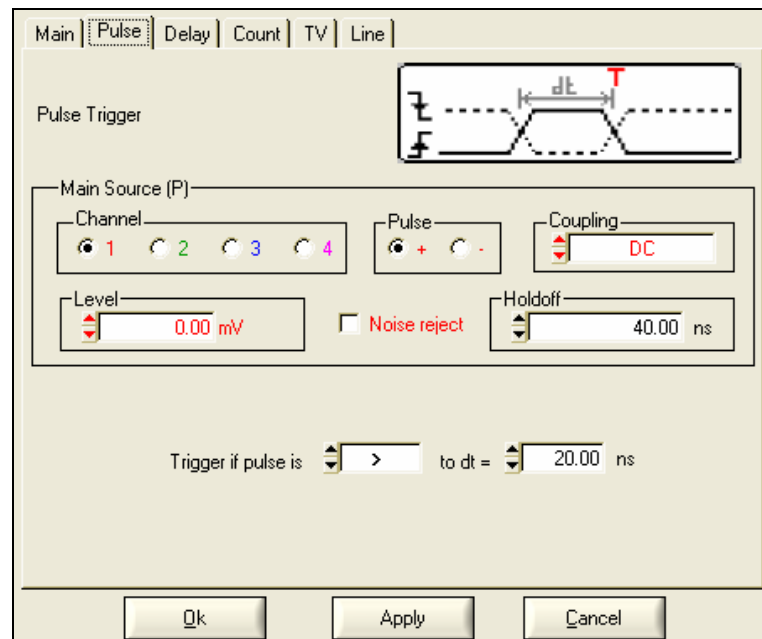 Main Pulse Delay Count TV Line
Pulse Trigger
dt T
Main Source (P)
Channel Pulse Coupling
1 2 3 4 + - DC
Level Holdoff
0.00 mV Noise reject 40.00 ns
Trigger if pulse is > to dt = 20.00 ns
Ok Apply Cancel